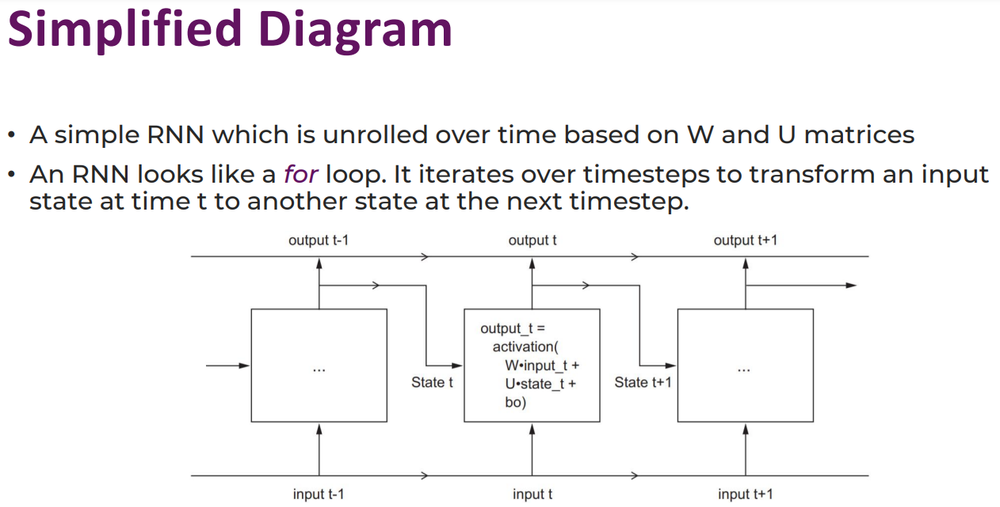 Simplified Diagram
• A simple RNN which is unrolled over time based on W and U matrices
• An RNN looks like a for loop. It iterates over timesteps to transform an input
state at time t to another state at the next timestep.
output t-1
output t
output t+1
...
output_t =
activation(
W•input_t +
U•state_t +
bo)
...
State t
State t+1
input t-1
input t
input t+1